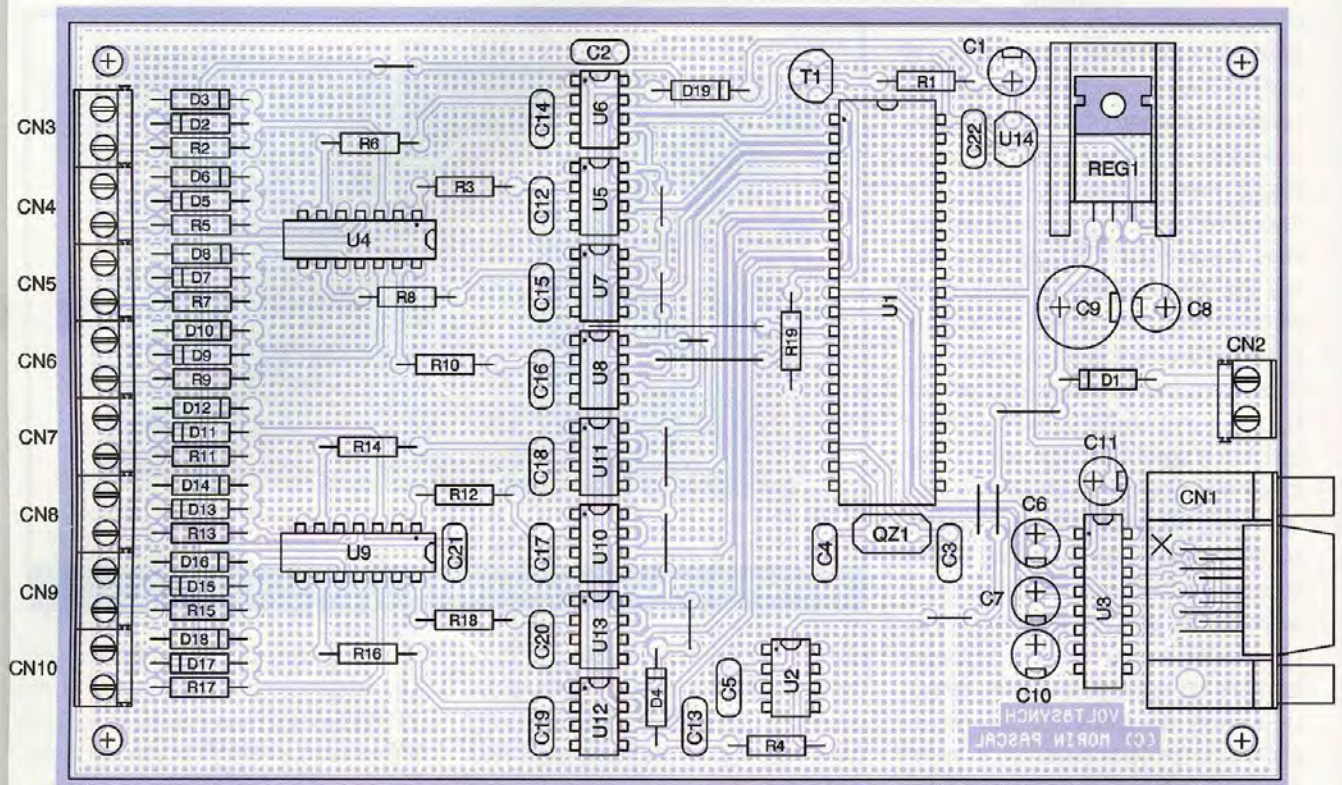 C2
C1
T1
R1
D19
U6
C14
CN3
D3
D2
R2
R6
C22
U14
REG1
CN4
D6
D5
R5
R3
C12
U5
U4
CN5
D8
D7
R7
R8
C15
U7
U1
C9
C8
R19
CN6
D10
D9
R9
R10
C16
U8
CN2
D1
CN7
D12
D11
R11
R14
C18
U11
C11
CN8
D14
D13
R13
R12
CN1
C6
U9
C21
C17
U10
C4
QZ1
C3
CN9
D16
D15
R15
C7
U3
R18
C20
U13
CN10
D18
D17
R17
R16
C10
U2
C5
D4
C19
U12
C13
R4
VOLT8SYNCH
(C) MORIN PASCAL